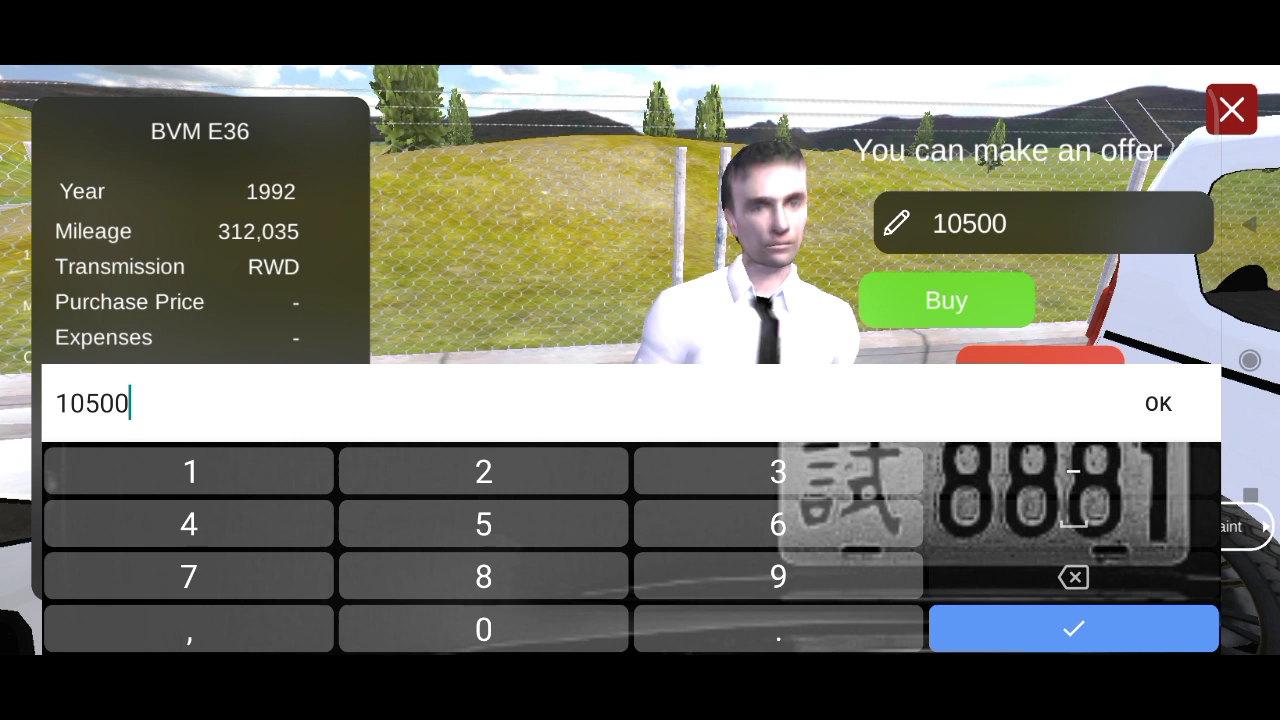 BVM E36
Year 1992
Mileage 312,035
Transmission RWD
Purchase Price -
Expenses -
You can make an offer
10500
Buy
10500
OK
1 2 3 -
4 5 6
7 8 9
, 0 .
試 8881
aint